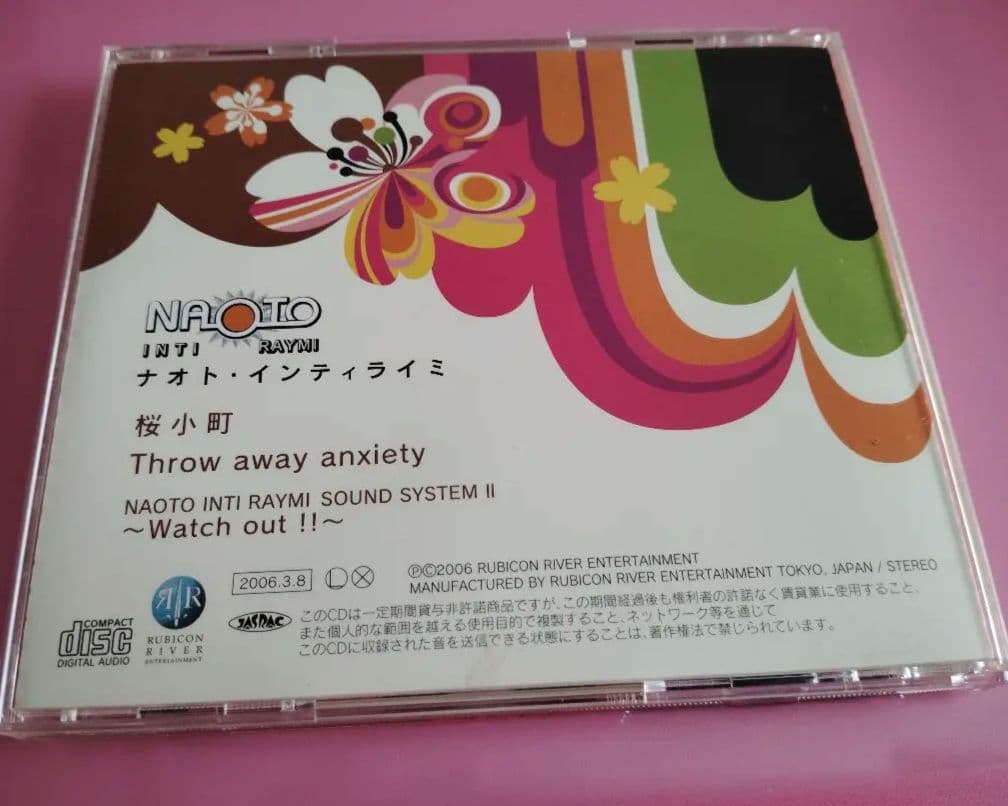 NAOTO
INTI RAYMI
ナオト・インティライミ
桜小町
Throw away anxiety
NAOTO INTI RAYMI SOUND SYSTEM II
～Watch out !!～
COMPACT
disc
DIGITAL AUDIO
RR
RUBICON
RIVER
ENTERTAINMENT
2006.3.8 L X
JASRAC
ⓅⒸ2006 RUBICON RIVER ENTERTAINMENT
MANUFACTURED BY RUBICON RIVER ENTERTAINMENT TOKYO, JAPAN / STEREO
このCDは一定期間貸与非許諾商品ですが、この期間経過後も権利者の許諾なく賃貸業に使用すること、
また個人的な範囲を越える使用目的で複製すること、ネットワーク等を通じて
このCDに収録された音を送信できる状態にすることは、著作権法で禁じられています。